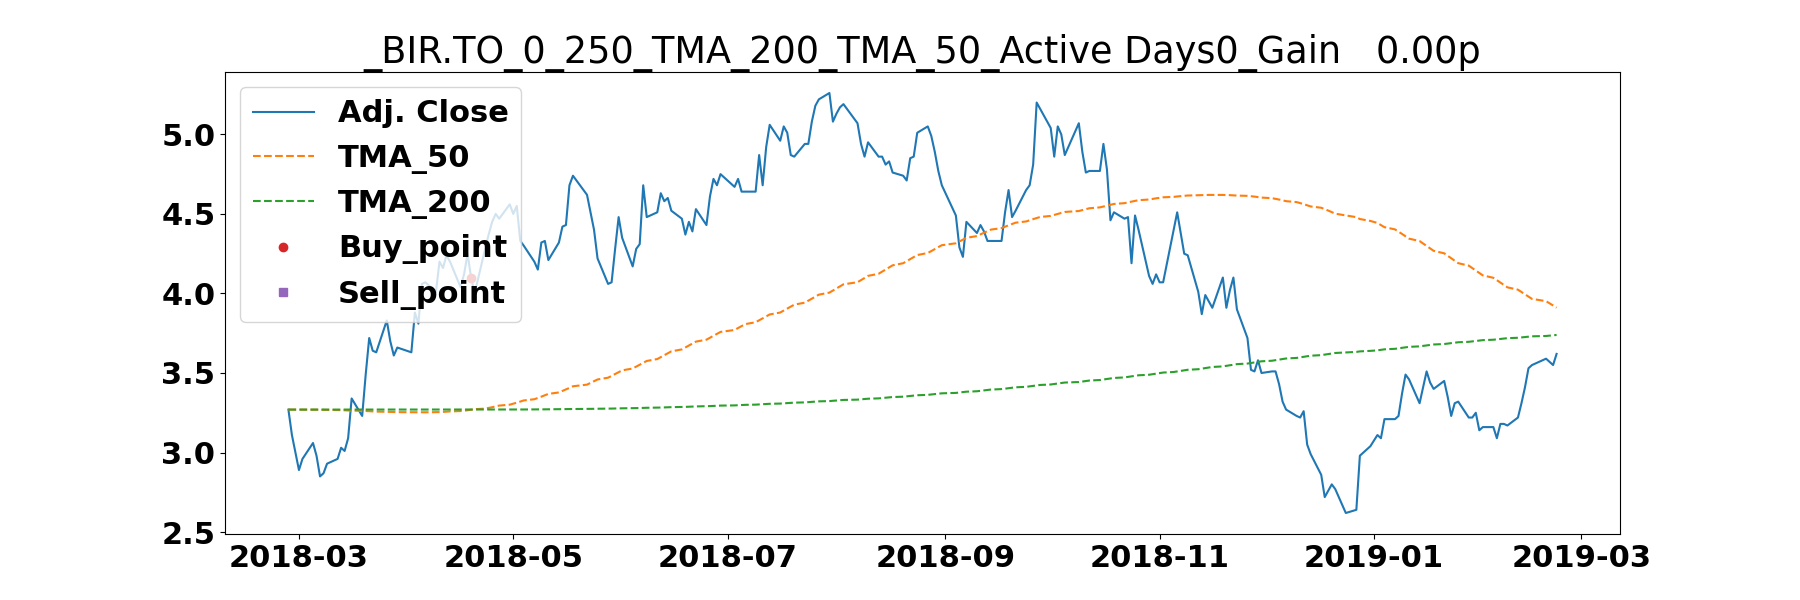 _BIR.TO_0_250_TMA_200_TMA_50_Active Days0_Gain   0.00p
Adj. Close
TMA_50
TMA_200
Buy_point
Sell_point
5.0
4.5
4.0
3.5
3.0
2.5
2018-03 2018-05 2018-07 2018-09 2018-11 2019-01 2019-03